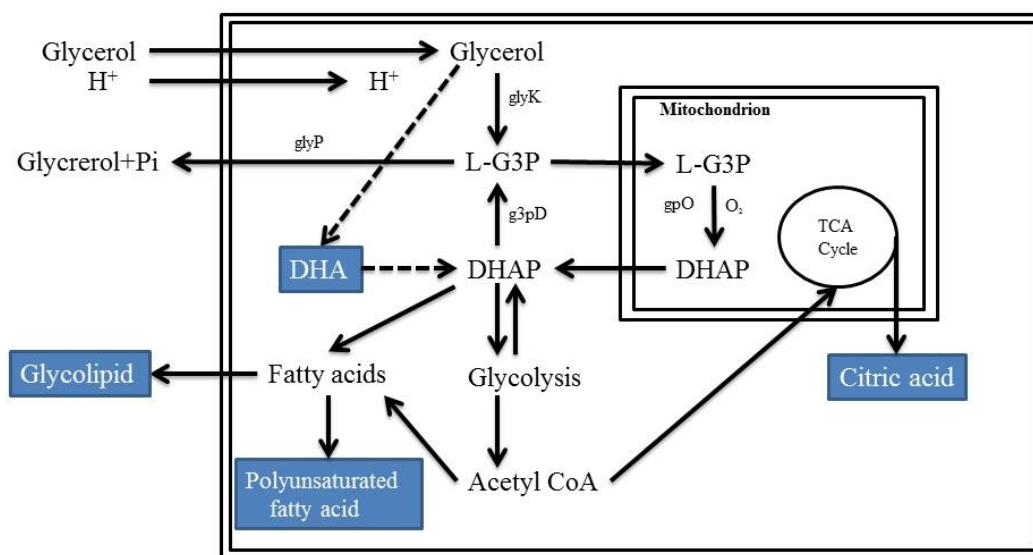 Glycerol
H⁺
H⁺
Glycerol
glyK
Mitochondrion
Glycrerol+Pi
glyP
L-G3P
L-G3P
g3pD
gpO
O₂
TCA
Cycle
DHA
DHAP
DHAP
Glycolipid
Fatty acids
Glycolysis
Citric acid
Polyunsaturated
fatty acid
Acetyl CoA